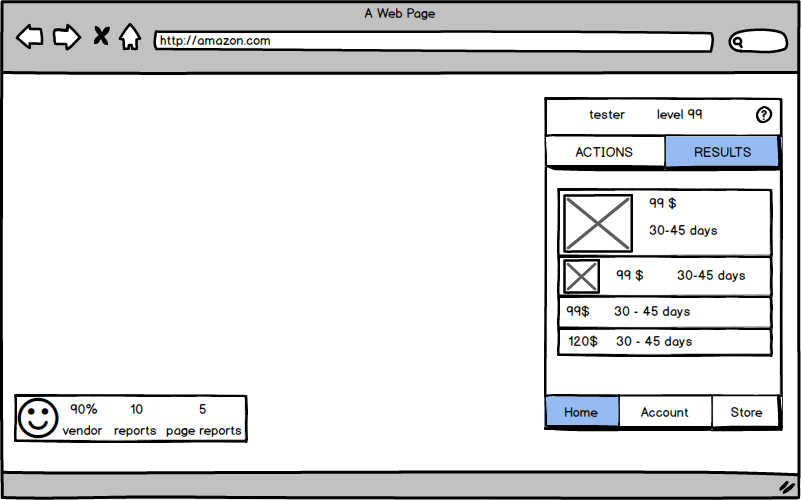 A Web Page
http://amazon.com
tester level 99 ?
ACTIONS RESULTS
99 $
30-45 days
99 $ 30-45 days
99$ 30 - 45 days
120$ 30 - 45 days
Home Account Store
90% 10 5
vendor reports page reports